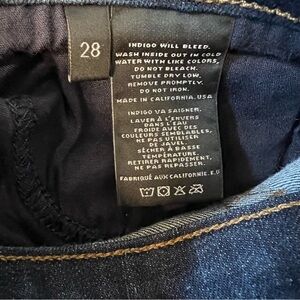 28
INDIGO WILL BLEED.
WASH INSIDE OUT IN COLD
WATER WITH LIKE COLORS,
DO NOT BLEACH.
TUMBLE DRY LOW,
REMOVE PROMPTLY.
DO NOT IRON.
MADE IN CALIFORNIA, USA
INDIGO VA SAIGNER.
LAVER À L'ENVERS
DANS L'EAU
FROIDE AVEC DES
COULEURS SEMBLABLES,
NE PAS UTILISER
DE JAVEL.
SÉCHER À BASSE
TEMPÉRATURE,
RETIRER RAPIDEMENT,
NE PAS REPASSER.
FABRIQUÉ AUX CALIFORNIE, E.U